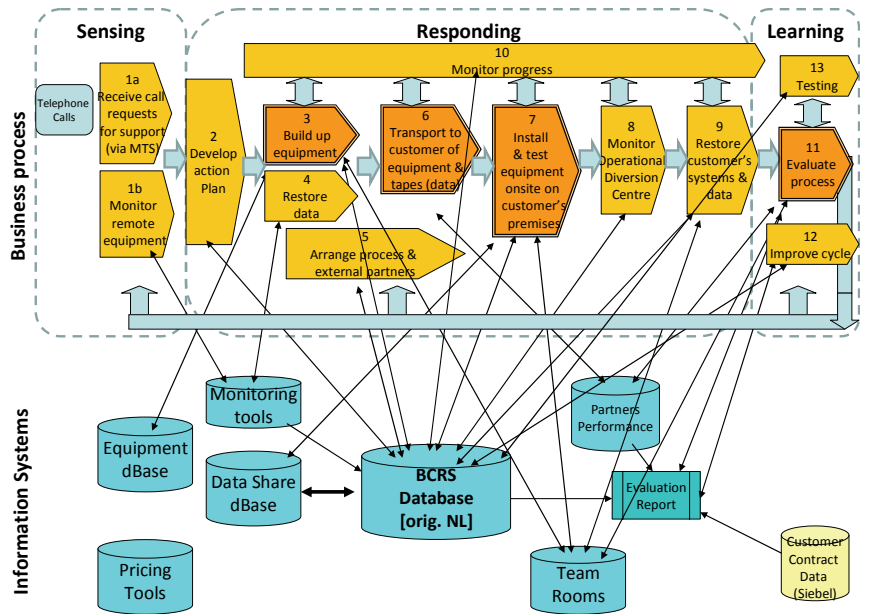 Sensing
Responding
Learning
Business process
Telephone
Calls
1a
Receive call
requests
for support
(via MTS)
1b
Monitor
remote
equipment
2
Develop
action
Plan
10
Monitor progress
3
Build up
equipment
4
Restore
data
5
Arrange process &
external partners
6
Transport to
customer of
equipment &
tapes (data)
7
Install
& test
equipment
onsite on
customer's
premises
8
Monitor
Operational
Diversion
Centre
9
Restore
customer's
systems &
data
13
Testing
11
Evaluate
process
12
Improve cycle
Information Systems
Monitoring
tools
Equipment
dBase
Data Share
dBase
Pricing
Tools
BCRS
Database
[orig. NL]
Partners
Performance
Evaluation
Report
Team
Rooms
Customer
Contract
Data
(Siebel)